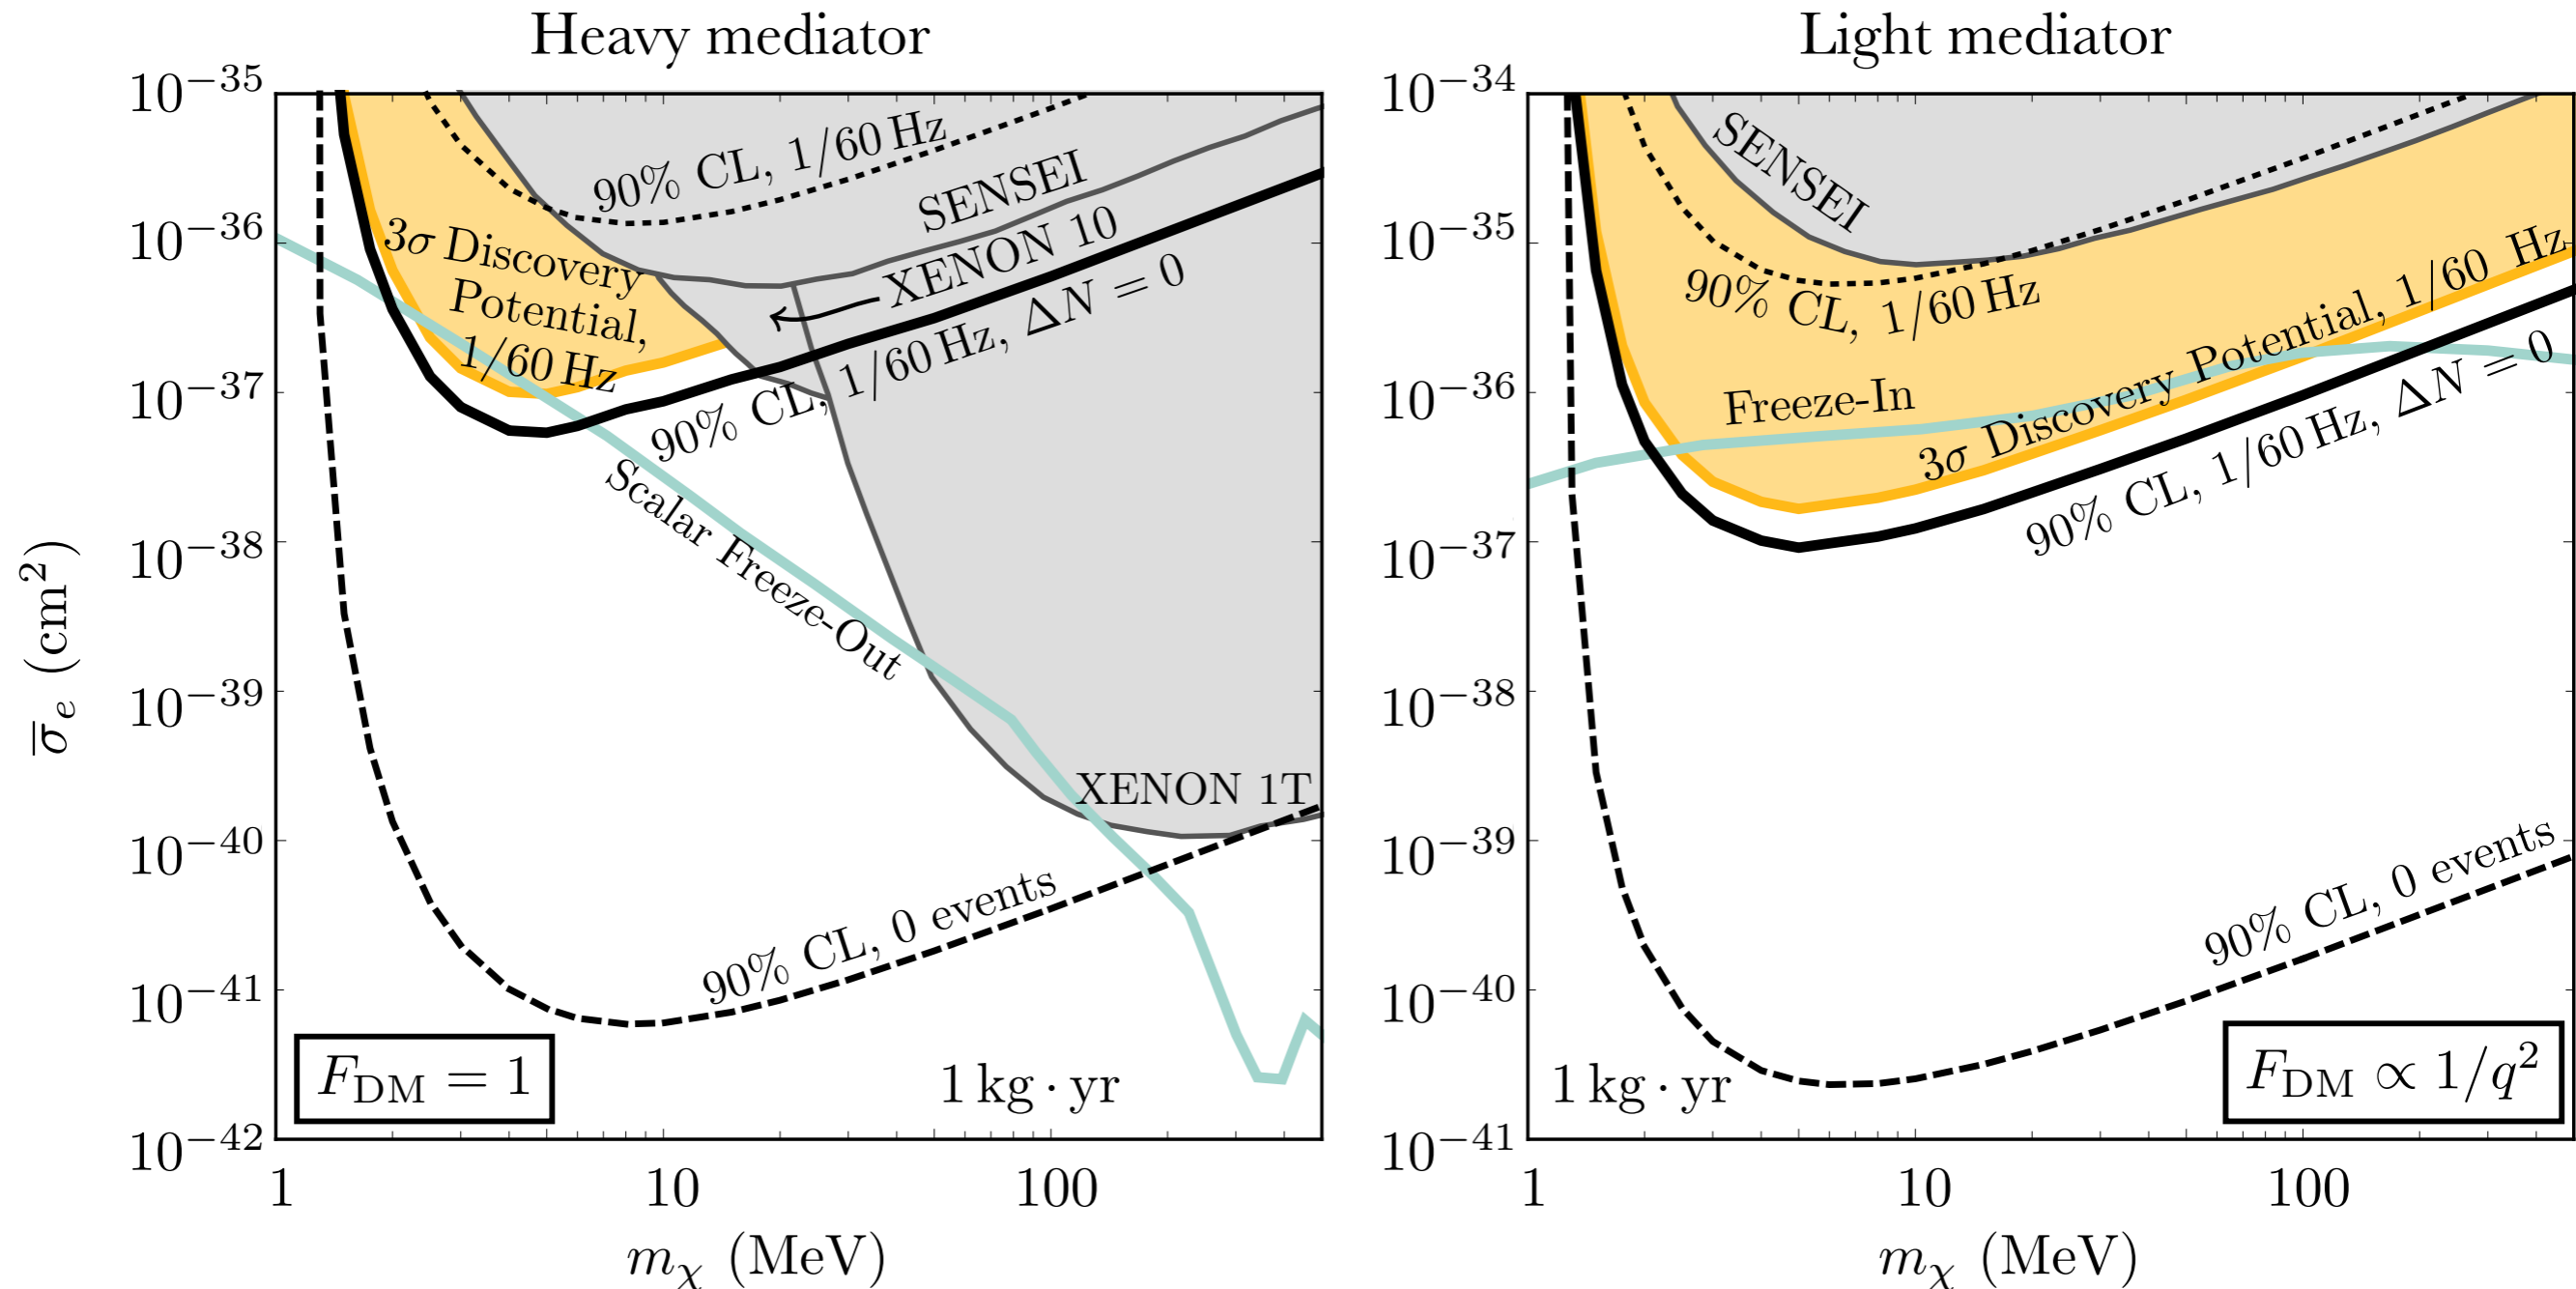 Heavy mediator
10⁻³⁵
10⁻³⁶
10⁻³⁷
10⁻³⁸
10⁻³⁹
10⁻⁴⁰
10⁻⁴¹
10⁻⁴²
σ̅ₑ (cm²)
90% CL, 1/60 Hz
SENSEI
XENON 10
3σ Discovery
Potential,
1/60 Hz
90% CL, 1/60 Hz, ΔN = 0
Scalar Freeze-Out
XENON 1T
90% CL, 0 events
F_DM = 1
1 kg · yr
1
10
100
m_χ (MeV)
Light mediator
10⁻³⁴
10⁻³⁵
10⁻³⁶
10⁻³⁷
10⁻³⁸
10⁻³⁹
10⁻⁴⁰
10⁻⁴¹
SENSEI
90% CL, 1/60 Hz
Freeze-In
3σ Discovery Potential, 1/60 Hz
90% CL, 1/60 Hz, ΔN = 0
90% CL, 0 events
1 kg · yr
F_DM ∝ 1/q²
1
10
100
m_χ (MeV)